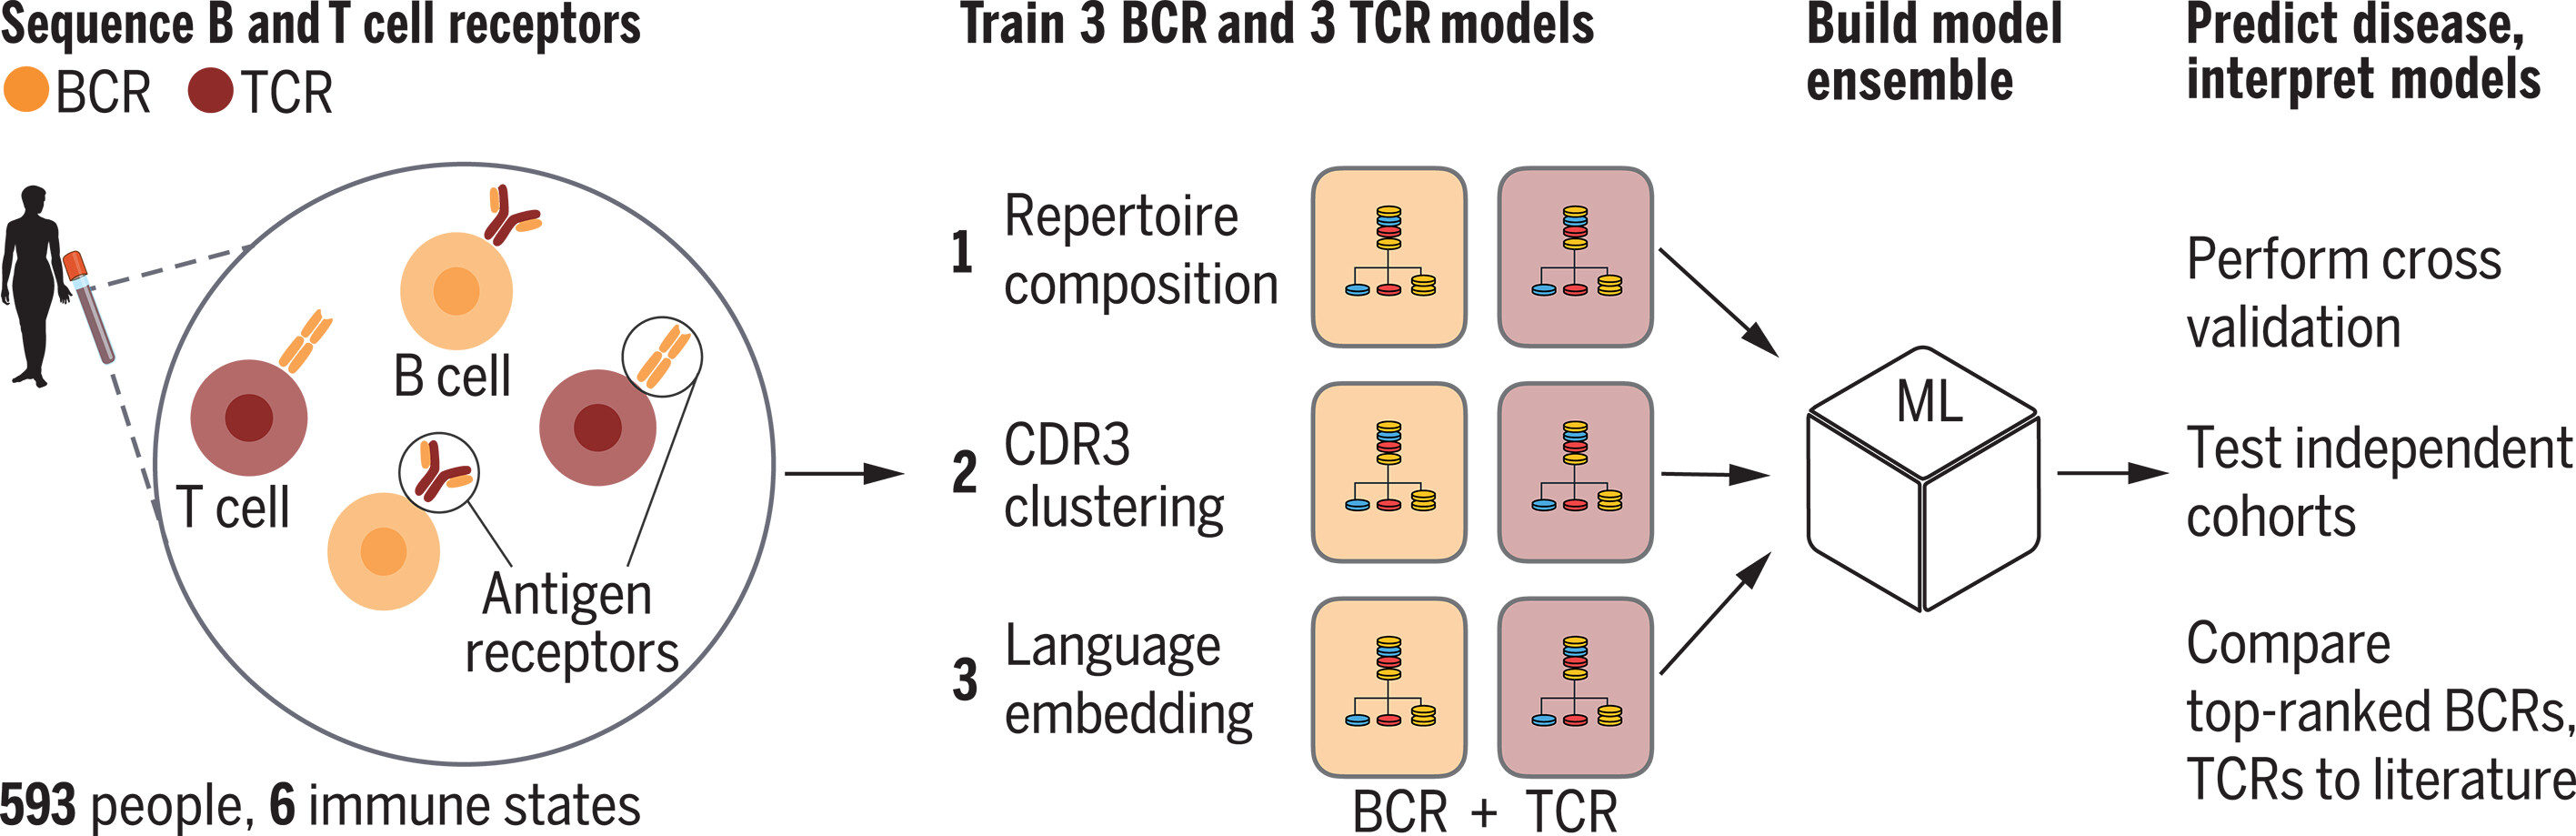 Sequence B and T cell receptors
BCR TCR
B cell
T cell
Antigen
receptors
593 people, 6 immune states
Train 3 BCR and 3 TCR models
1 Repertoire
composition
2 CDR3
clustering
3 Language
embedding
BCR + TCR
Build model
ensemble
ML
Predict disease,
interpret models
Perform cross
validation
Test independent
cohorts
Compare
top-ranked BCRs,
TCRs to literature